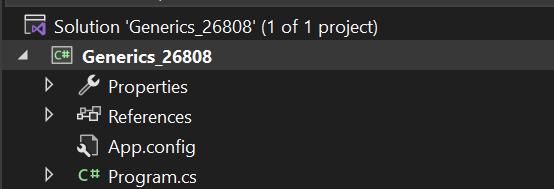 Solution 'Generics_26808' (1 of 1 project)
C# Generics_26808
Properties
References
App.config
C# Program.cs